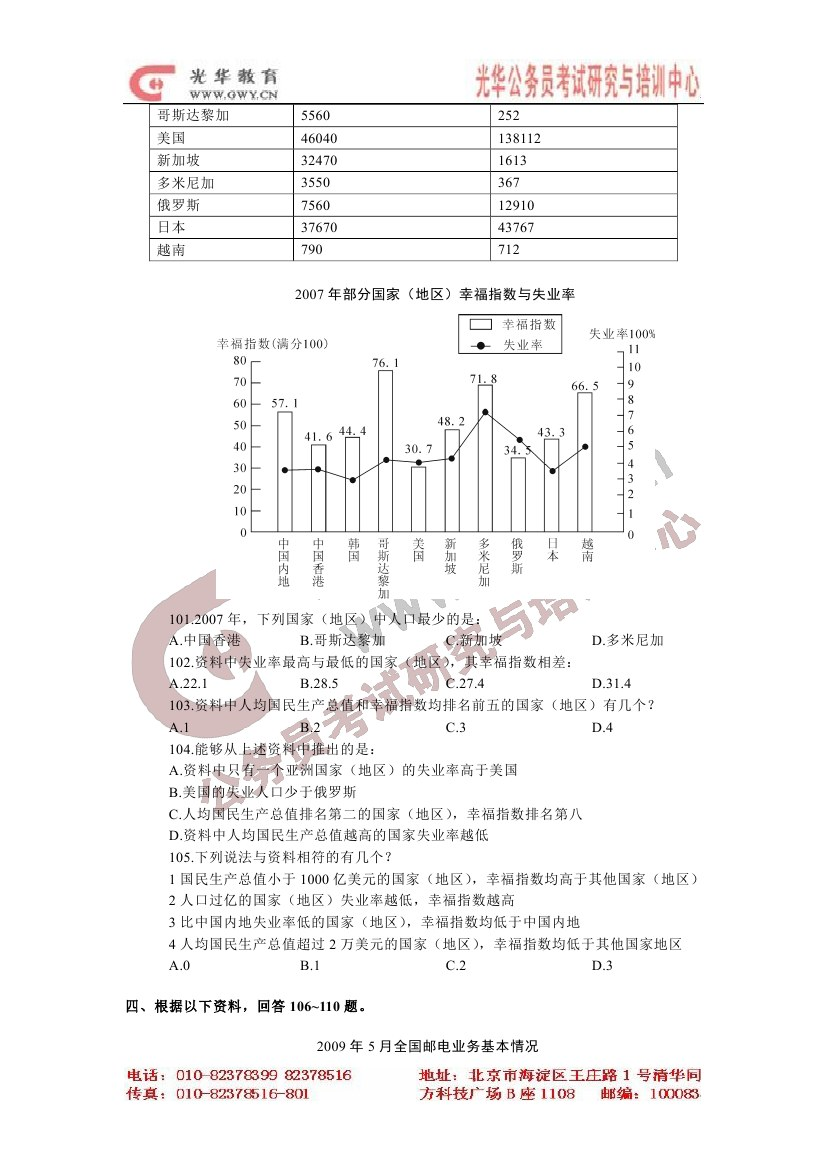 光华教育
WWW.GWY.CN
光华公务员考试研究与培训中心
哥斯达黎加 5560 252
美国 46040 138112
新加坡 32470 1613
多米尼加 3550 367
俄罗斯 7560 12910
日本 37670 43767
越南 790 712
2007 年部分国家（地区）幸福指数与失业率
幸福指数
失业率
幸福指数(满分100)
失业率100%
80
70
60
50
40
30
20
10
0
57.1
41.6
44.4
76.1
30.7
48.2
71.8
34.5
43.3
66.5
11
10
9
8
7
6
5
4
3
2
1
0
中国内地
中国香港
韩国
哥斯达黎加
美国
新加坡
多米尼加
俄罗斯
日本
越南
101.2007 年，下列国家（地区）中人口最少的是：
A.中国香港 B.哥斯达黎加 C.新加坡 D.多米尼加
102.资料中失业率最高与最低的国家（地区），其幸福指数相差：
A.22.1 B.28.5 C.27.4 D.31.4
103.资料中人均国民生产总值和幸福指数均排名前五的国家（地区）有几个？
A.1 B.2 C.3 D.4
104.能够从上述资料中推出的是：
A.资料中只有一个亚洲国家（地区）的失业率高于美国
B.美国的失业人口少于俄罗斯
C.人均国民生产总值排名第二的国家（地区），幸福指数排名第八
D.资料中人均国民生产总值越高的国家失业率越低
105.下列说法与资料相符的有几个？
1 国民生产总值小于 1000 亿美元的国家（地区），幸福指数均高于其他国家（地区）
2 人口过亿的国家（地区）失业率越低，幸福指数越高
3 比中国内地失业率低的国家（地区），幸福指数均低于中国内地
4 人均国民生产总值超过 2 万美元的国家（地区），幸福指数均低于其他国家地区
A.0 B.1 C.2 D.3
四、根据以下资料，回答 106~110 题。
2009 年 5 月全国邮电业务基本情况
电话：010-82378399 82378516 地址：北京市海淀区王庄路 1 号清华同
传真：010-82378516-801 方科技广场 B 座 1108 邮编：100083